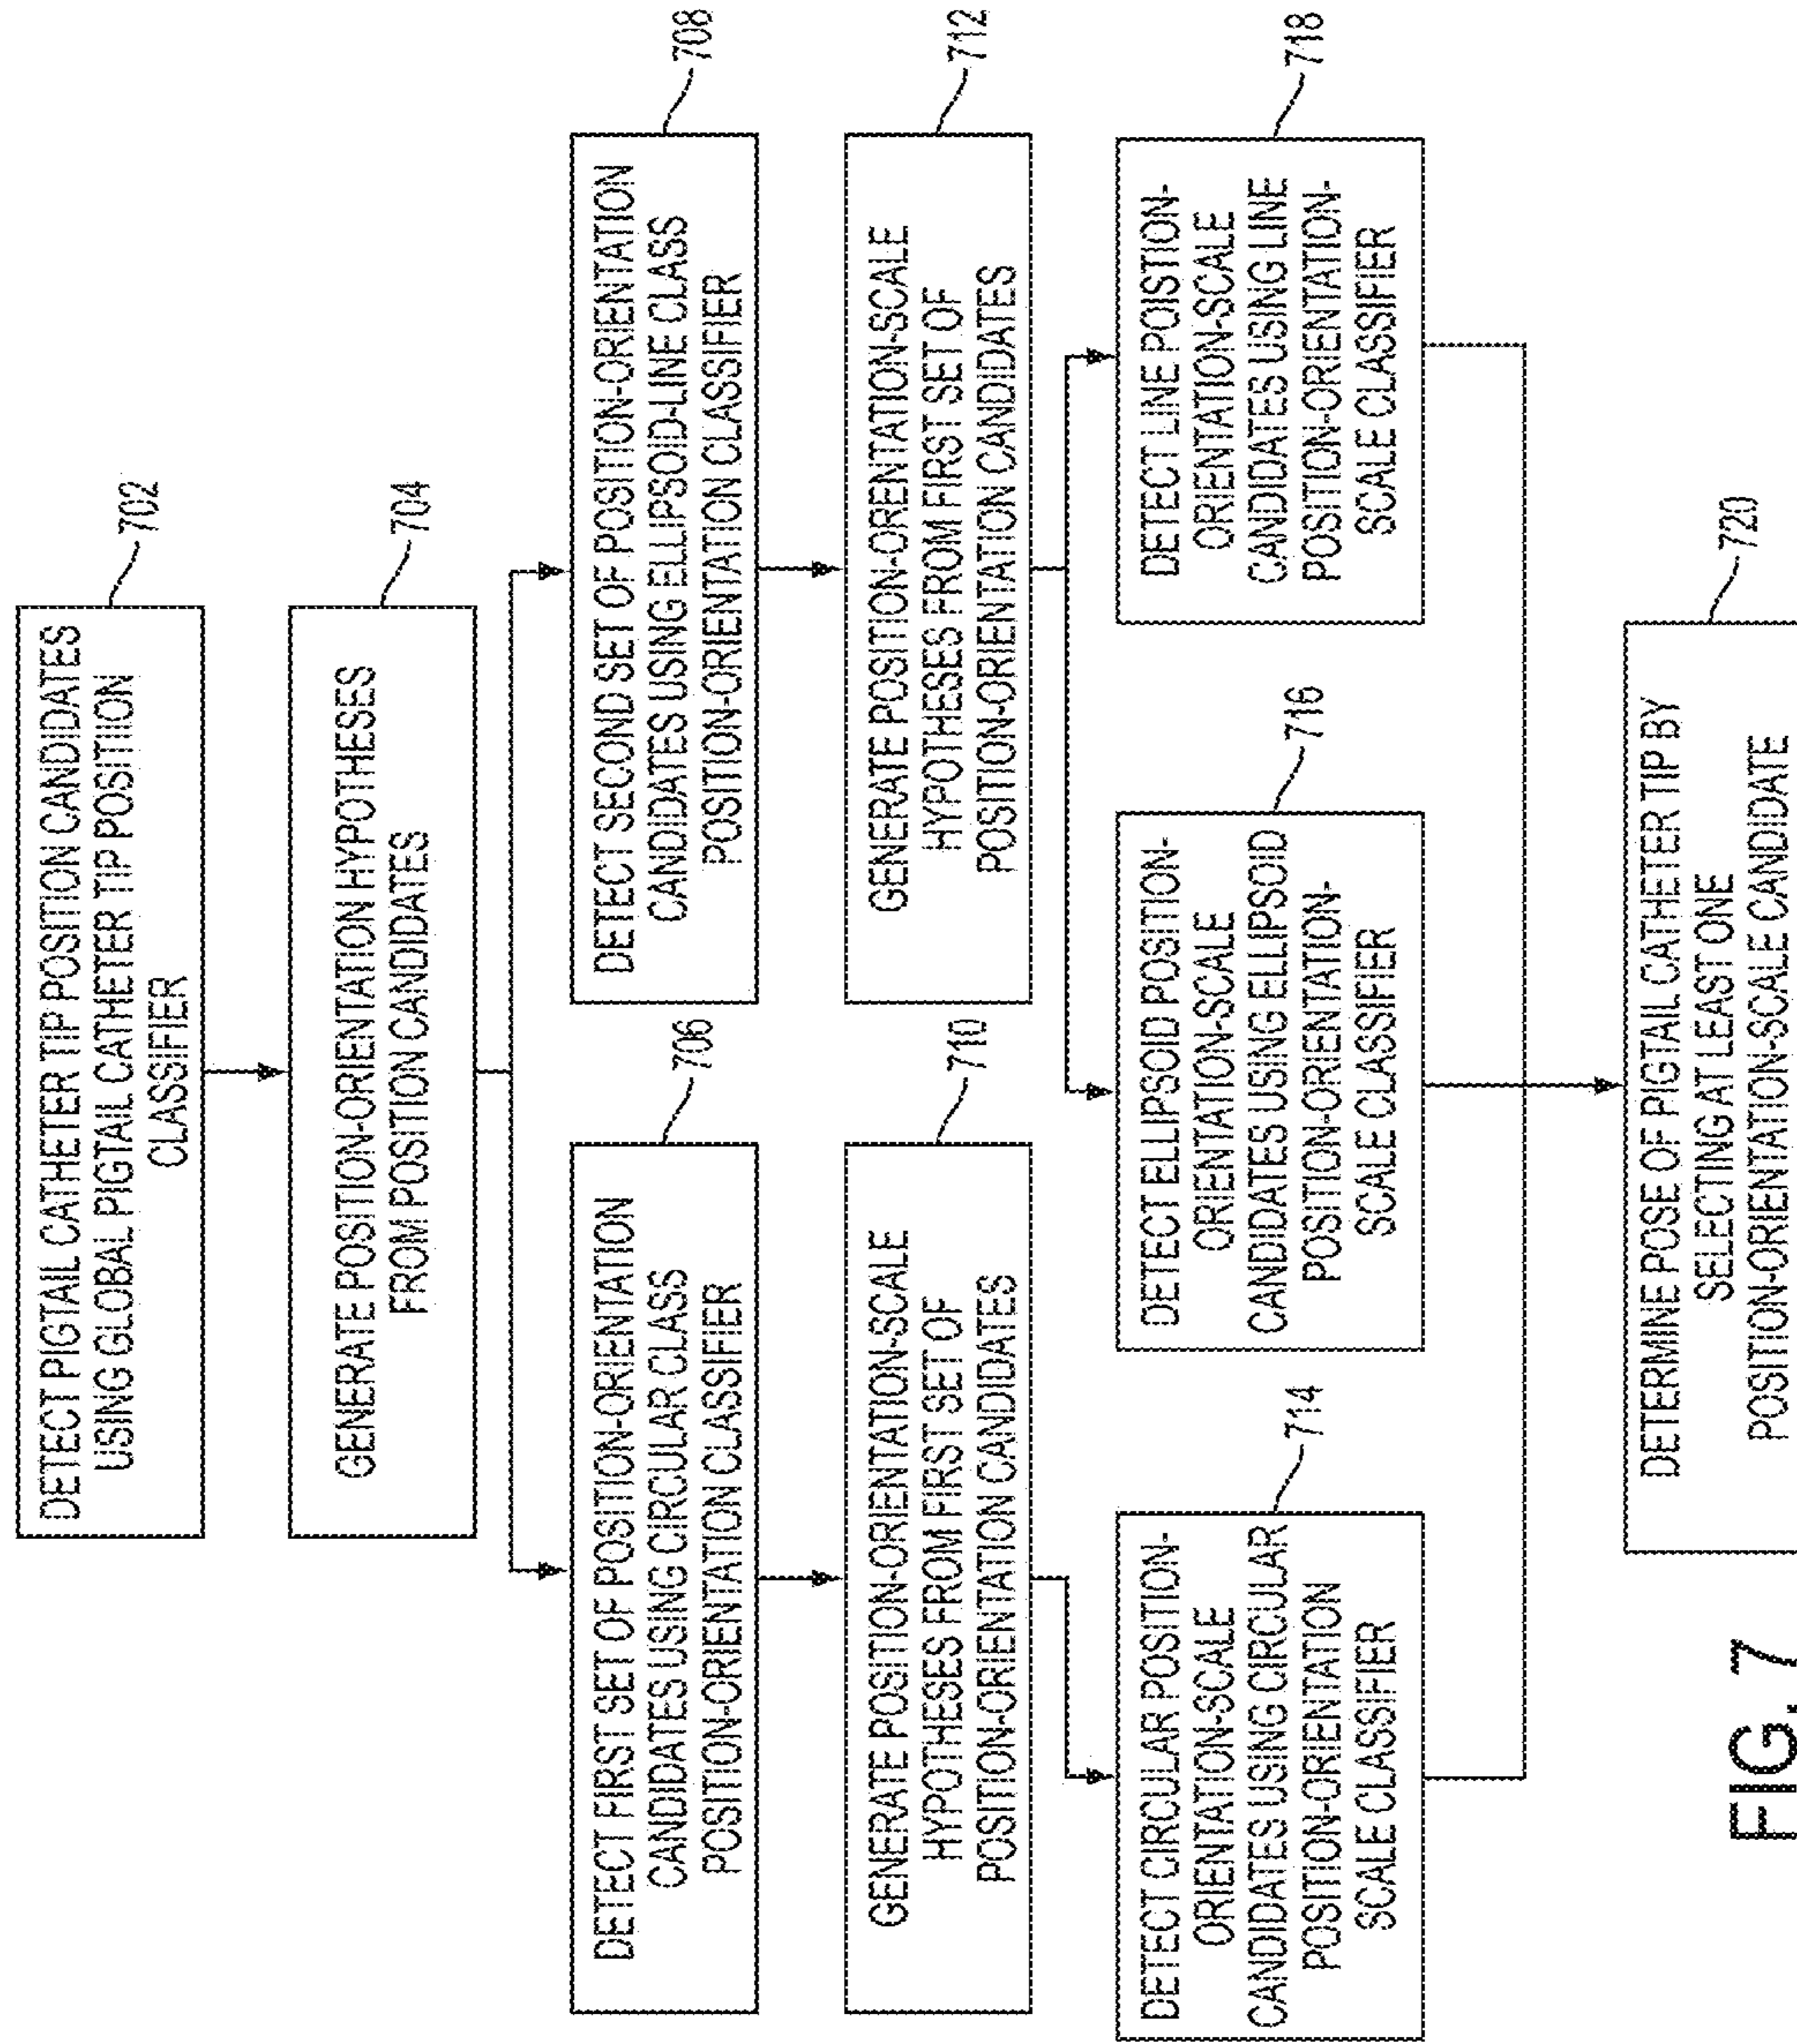 DETECT PIGTAIL CATHETER TIP POSITION CANDIDATES
USING GLOBAL PIGTAIL CATHETER TIP POSITION
CLASSIFIER
702
GENERATE POSITION-ORIENTATION HYPOTHESES
FROM POSITION CANDIDATES
704
DETECT FIRST SET OF POSITION-ORIENTATION
CANDIDATES USING CIRCULAR CLASS
POSITION-ORIENTATION CLASSIFIER
706
DETECT SECOND SET OF POSITION-ORIENTATION
CANDIDATES USING ELLIPSOID-LINE CLASS
POSITION-ORIENTATION CLASSIFIER
708
GENERATE POSITION-ORIENTATION-SCALE
HYPOTHESES FROM FIRST SET OF
POSITION-ORIENTATION CANDIDATES
710
GENERATE POSITION-ORIENTATION-SCALE
HYPOTHESES FROM FIRST SET OF
POSITION-ORIENTATION CANDIDATES
712
DETECT CIRCULAR POSITION-
ORIENTATION-SCALE
CANDIDATES USING CIRCULAR
POSITION-ORIENTATION
SCALE CLASSIFIER
714
DETECT ELLIPSOID POSITION-
ORIENTATION-SCALE
CANDIDATES USING ELLIPSOID
POSITION-ORIENTATION-
SCALE CLASSIFIER
716
DETECT LINE POISTION-
ORIENTATION-SCALE
CANDIDATES USING LINE
POSITION-ORIENTATION-
SCALE CLASSIFIER
718
DETERMINE POSE OF PIGTAIL CATHETER TIP BY
SELECTING AT LEAST ONE
POSITION-ORIENTATION-SCALE CANDIDATE
720
FIG. 7